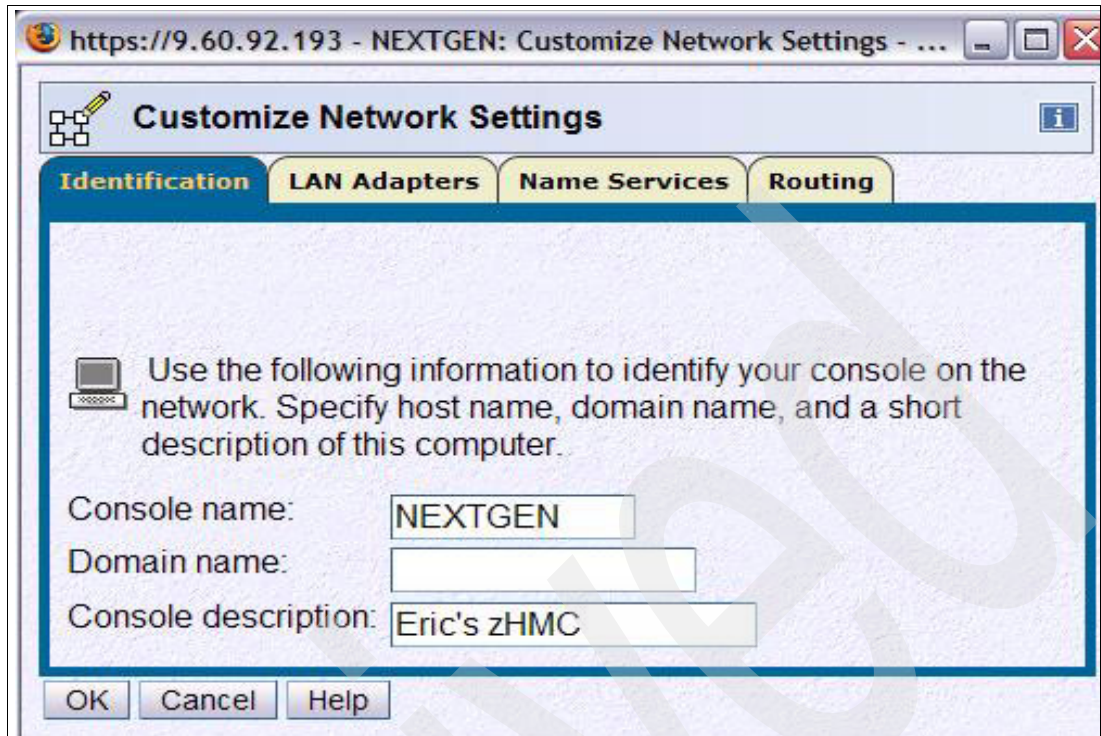 https://9.60.92.193 - NEXTGEN: Customize Network Settings - ...
Customize Network Settings
i
Identification LAN Adapters Name Services Routing
Use the following information to identify your console on the
network. Specify host name, domain name, and a short
description of this computer.
Console name: NEXTGEN
Domain name:
Console description: Eric's zHMC
OK Cancel Help